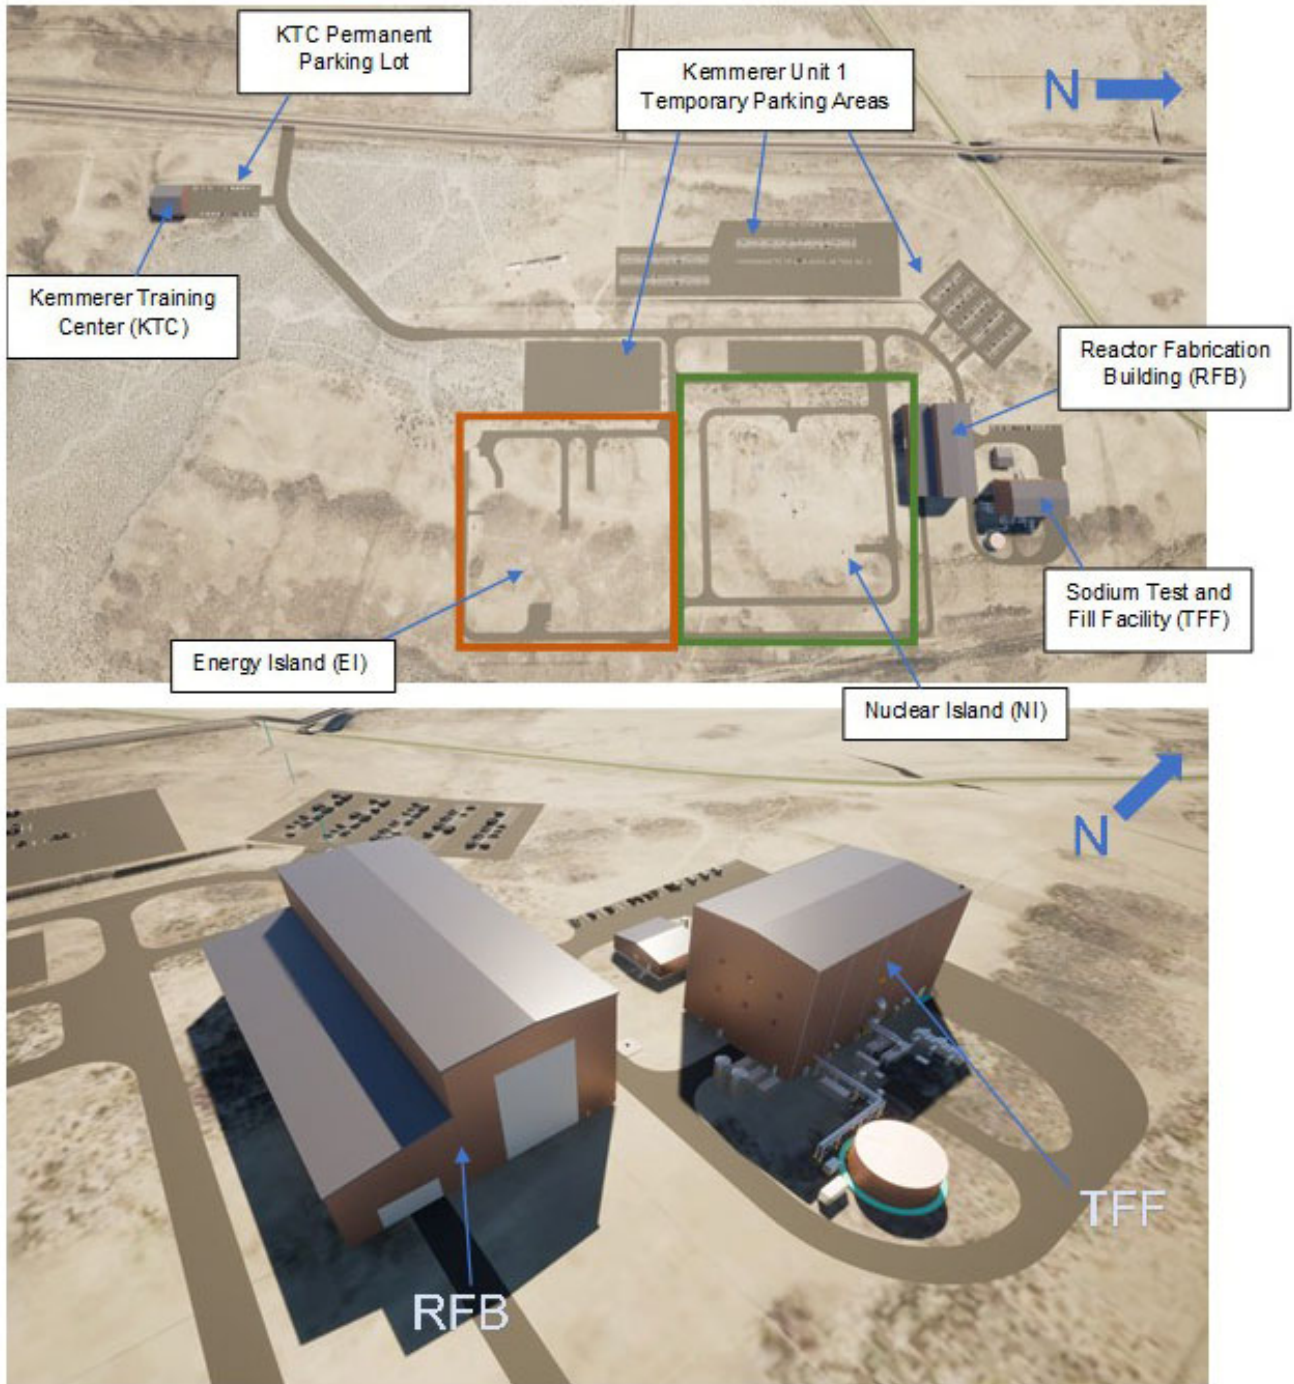 KTC Permanent
Parking Lot
Kemmerer Unit 1
Temporary Parking Areas
N
Kemmerer Training
Center (KTC)
Reactor Fabrication
Building (RFB)
Sodium Test and
Fill Facility (TFF)
Energy Island (EI)
Nuclear Island (NI)
N
TFF
RFB